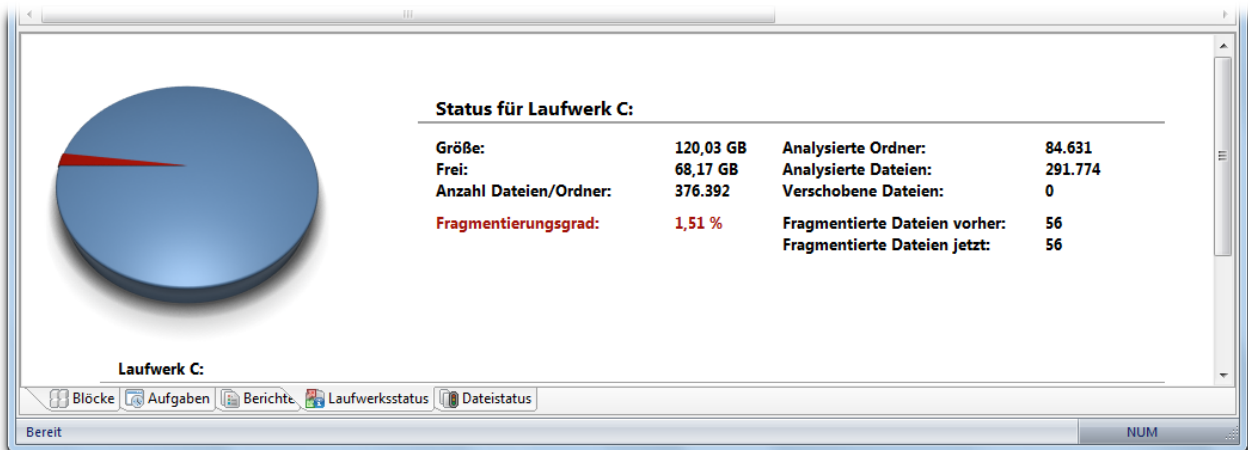 Status für Laufwerk C:
Größe: 120,03 GB Analysierte Ordner: 84.631
Frei: 68,17 GB Analysierte Dateien: 291.774
Anzahl Dateien/Ordner: 376.392 Verschobene Dateien: 0
Fragmentierungsgrad: 1,51 % Fragmentierte Dateien vorher: 56
Fragmentierte Dateien jetzt: 56
Laufwerk C:
Blöcke Aufgaben Berichte Laufwerksstatus Dateistatus
Bereit NUM